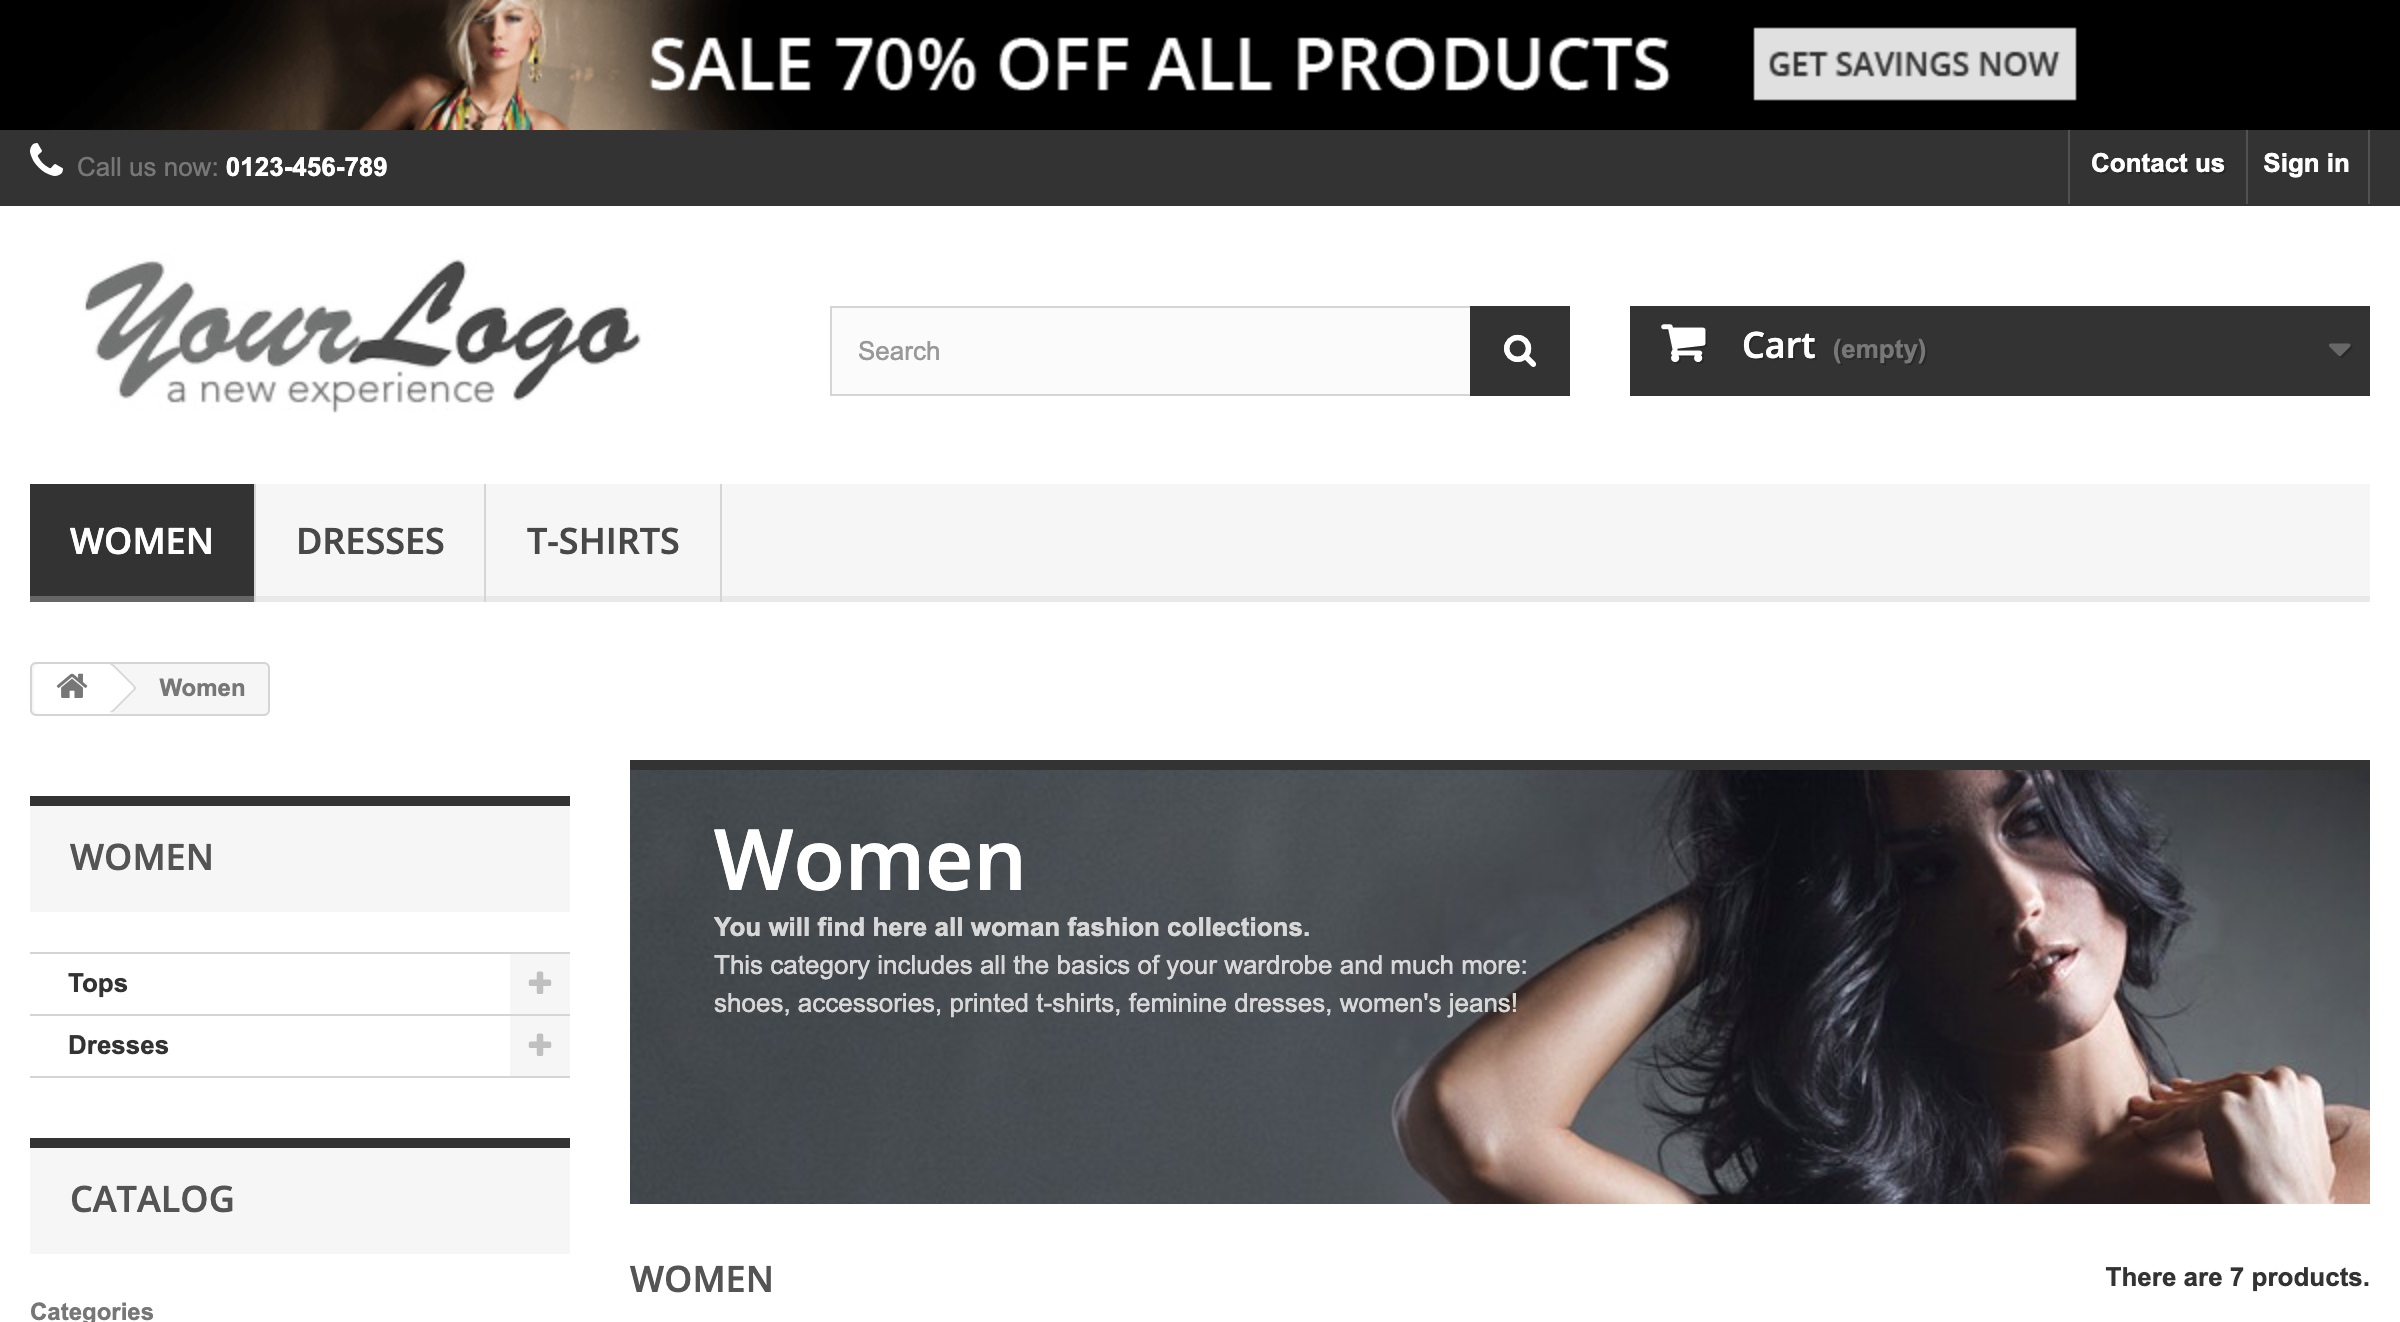 SALE 70% OFF ALL PRODUCTS
GET SAVINGS NOW
Call us now: 0123-456-789
Contact us
Sign in
YourLogo
a new experience
Search
Cart (empty)
WOMEN
DRESSES
T-SHIRTS
Women
WOMEN
Tops
Dresses
CATALOG
Categories
Women
You will find here all woman fashion collections.
This category includes all the basics of your wardrobe and much more:
shoes, accessories, printed t-shirts, feminine dresses, women's jeans!
WOMEN
There are 7 products.